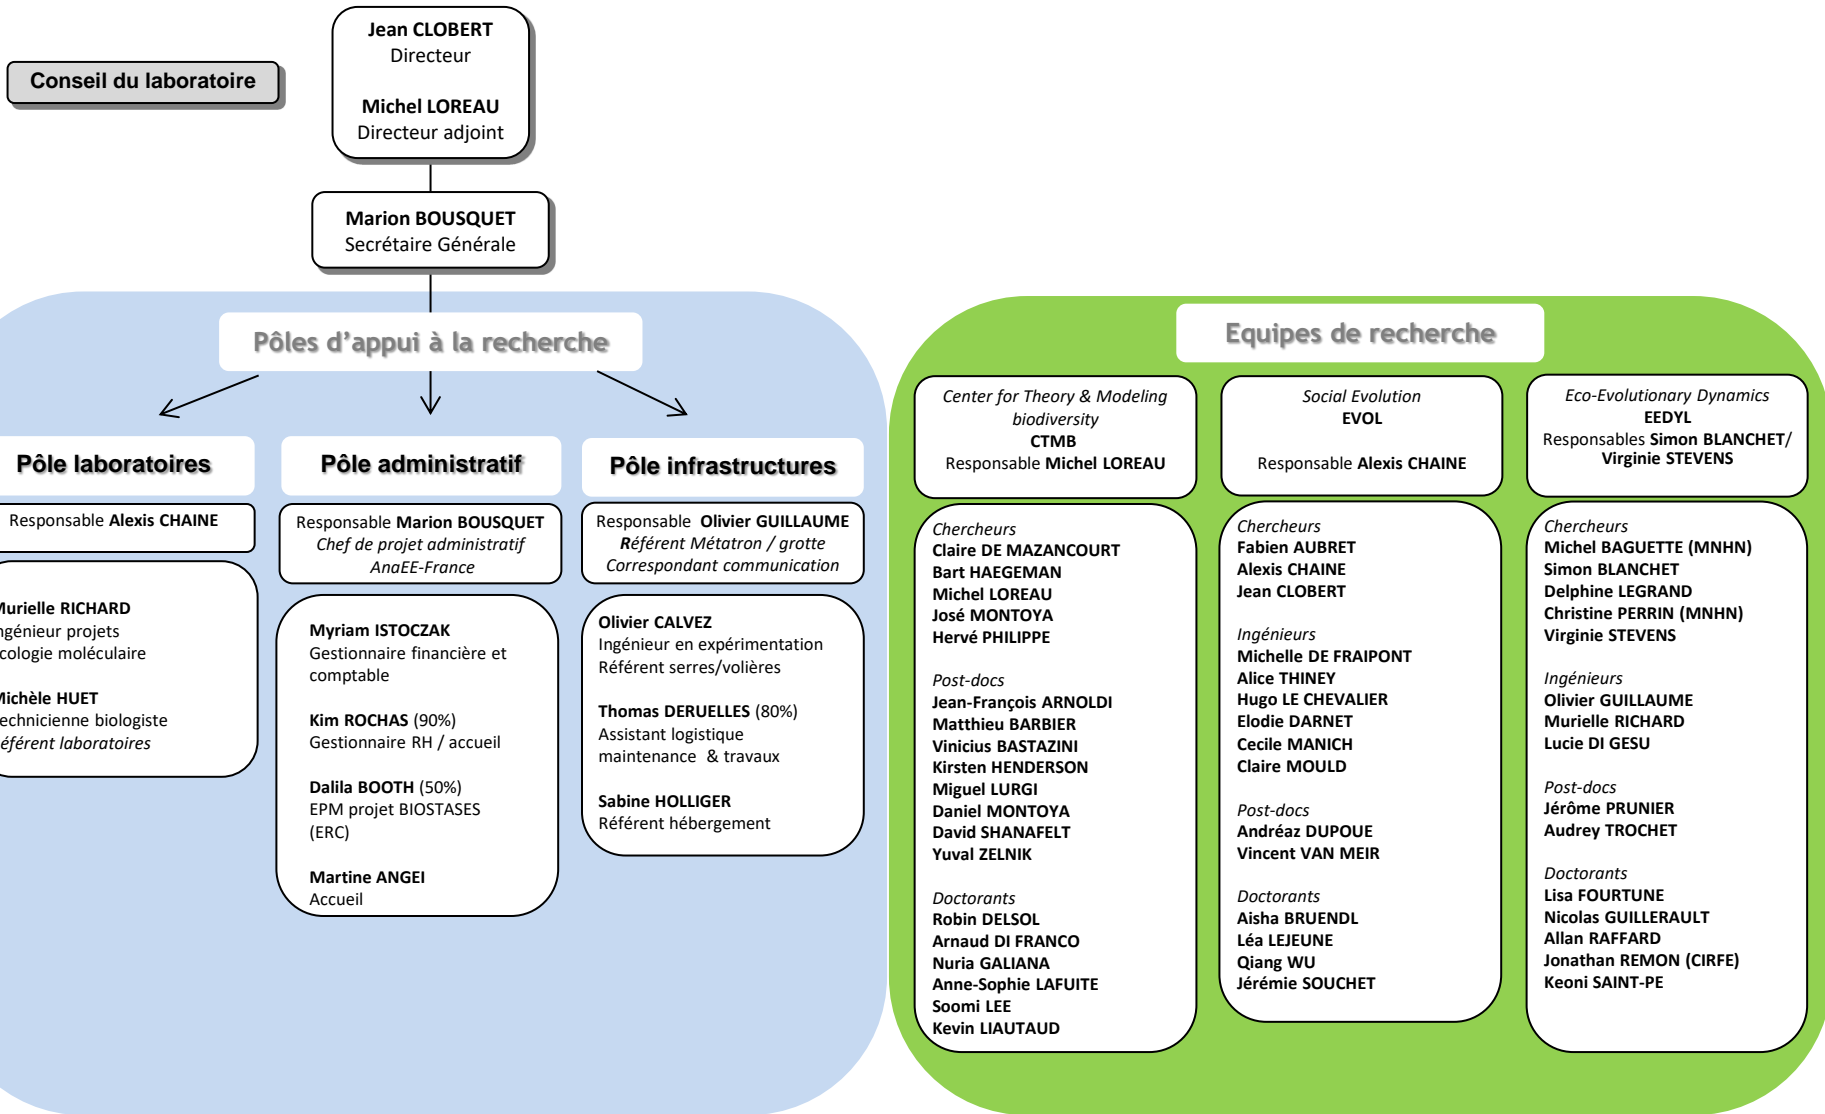 Conseil du laboratoire
Jean CLOBERT
Directeur
Michel LOREAU
Directeur adjoint
Marion BOUSQUET
Secrétaire Générale
Pôles d’appui à la recherche
Pôle laboratoires
Responsable Alexis CHAINE
Murielle RICHARD
ngénieur projets
cologie moléculaire
Michèle HUET
echnicienne biologiste
éférent laboratoires
Pôle administratif
Responsable Marion BOUSQUET
Chef de projet administratif
AnaEE-France
Myriam ISTOCZAK
Gestionnaire financière et
comptable
Kim ROCHAS (90%)
Gestionnaire RH / accueil
Dalila BOOTH (50%)
EPM projet BIOSTASES
(ERC)
Martine ANGEI
Accueil
Pôle infrastructures
Responsable Olivier GUILLAUME
Référent Métatron / grotte
Correspondant communication
Olivier CALVEZ
Ingénieur en expérimentation
Référent serres/volières
Thomas DERUELLES (80%)
Assistant logistique
maintenance & travaux
Sabine HOLLIGER
Référent hébergement
Equipes de recherche
Center for Theory & Modeling
biodiversity
CTMB
Responsable Michel LOREAU
Chercheurs
Claire DE MAZANCOURT
Bart HAEGEMAN
Michel LOREAU
José MONTOYA
Hervé PHILIPPE
Post-docs
Jean-François ARNOLDI
Matthieu BARBIER
Vinicius BASTAZINI
Kirsten HENDERSON
Miguel LURGI
Daniel MONTOYA
David SHANAFELT
Yuval ZELNIK
Doctorants
Robin DELSOL
Arnaud DI FRANCO
Nuria GALIANA
Anne-Sophie LAFUITE
Soomi LEE
Kevin LIAUTAUD
Social Evolution
EVOL
Responsable Alexis CHAINE
Chercheurs
Fabien AUBRET
Alexis CHAINE
Jean CLOBERT
Ingénieurs
Michelle DE FRAIPONT
Alice THINEY
Hugo LE CHEVALIER
Elodie DARNET
Cecile MANICH
Claire MOULD
Post-docs
Andréaz DUPOUE
Vincent VAN MEIR
Doctorants
Aisha BRUENDL
Léa LEJEUNE
Qiang WU
Jérémie SOUCHET
Eco-Evolutionary Dynamics
EEDYL
Responsables Simon BLANCHET/
Virginie STEVENS
Chercheurs
Michel BAGUETTE (MNHN)
Simon BLANCHET
Delphine LEGRAND
Christine PERRIN (MNHN)
Virginie STEVENS
Ingénieurs
Olivier GUILLAUME
Murielle RICHARD
Lucie DI GESU
Post-docs
Jérôme PRUNIER
Audrey TROCHET
Doctorants
Lisa FOURTUNE
Nicolas GUILLERAULT
Allan RAFFARD
Jonathan REMON (CIRFE)
Keoni SAINT-PE